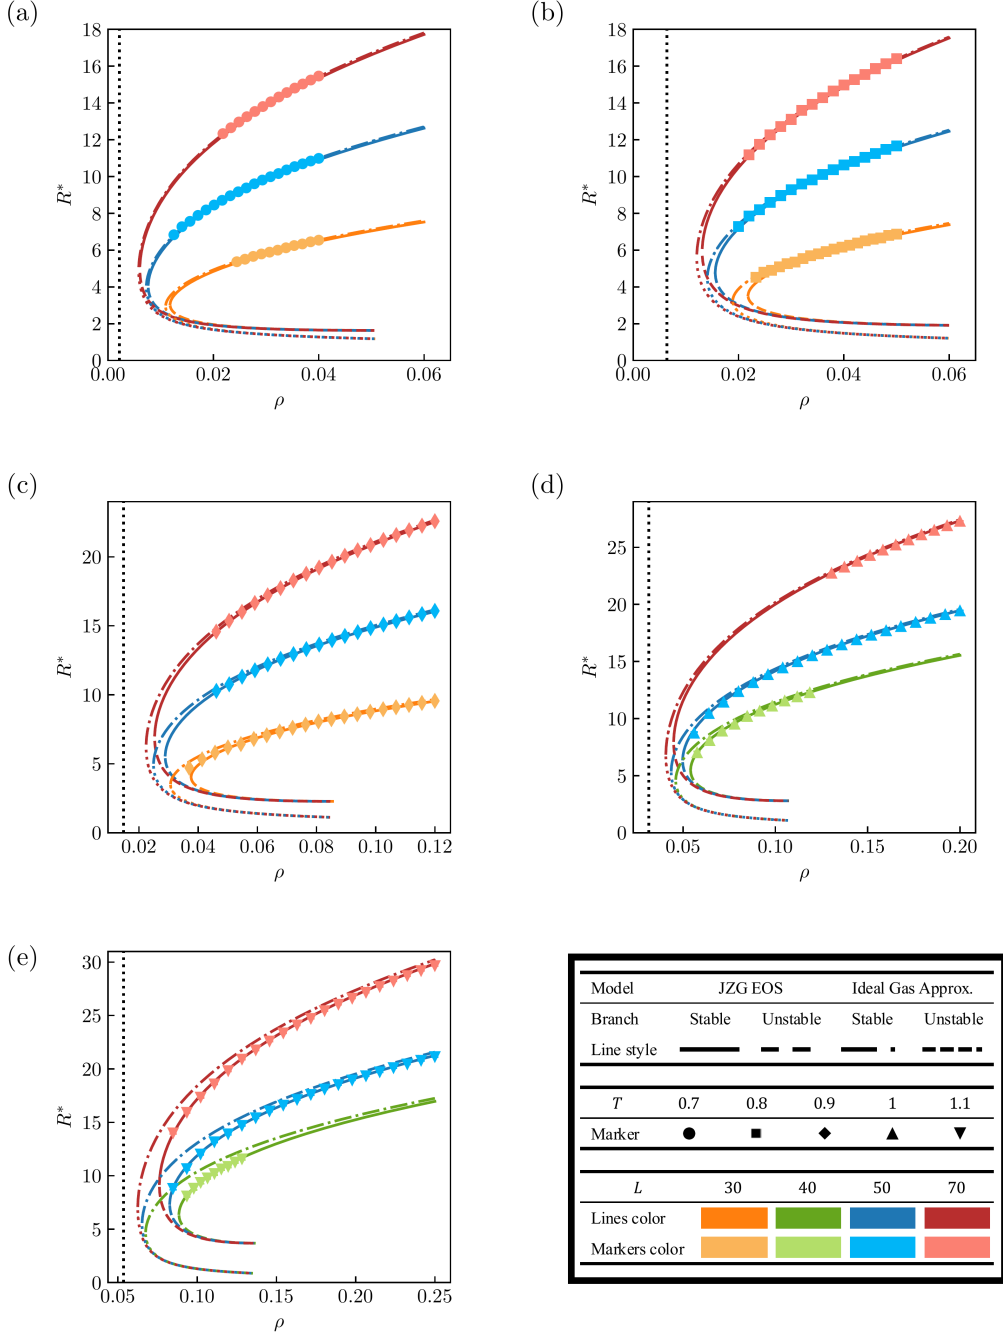 (a)
18
16
14
12
10
8
6
4
2
0
R*
0.00
0.02
0.04
0.06
ρ
(b)
18
16
14
12
10
8
6
4
2
0
R*
0.00
0.02
0.04
0.06
ρ
(c)
20
15
10
5
0
R*
0.02
0.04
0.06
0.08
0.10
0.12
ρ
(d)
25
20
15
10
5
0
R*
0.05
0.10
0.15
0.20
ρ
(e)
30
25
20
15
10
5
0
R*
0.05
0.10
0.15
0.20
0.25
ρ
Model JZG EOS Ideal Gas Approx.
Branch Stable Unstable Stable Unstable
Line style
T 0.7 0.8 0.9 1 1.1
Marker
L 30 40 50 70
Lines color
Markers color